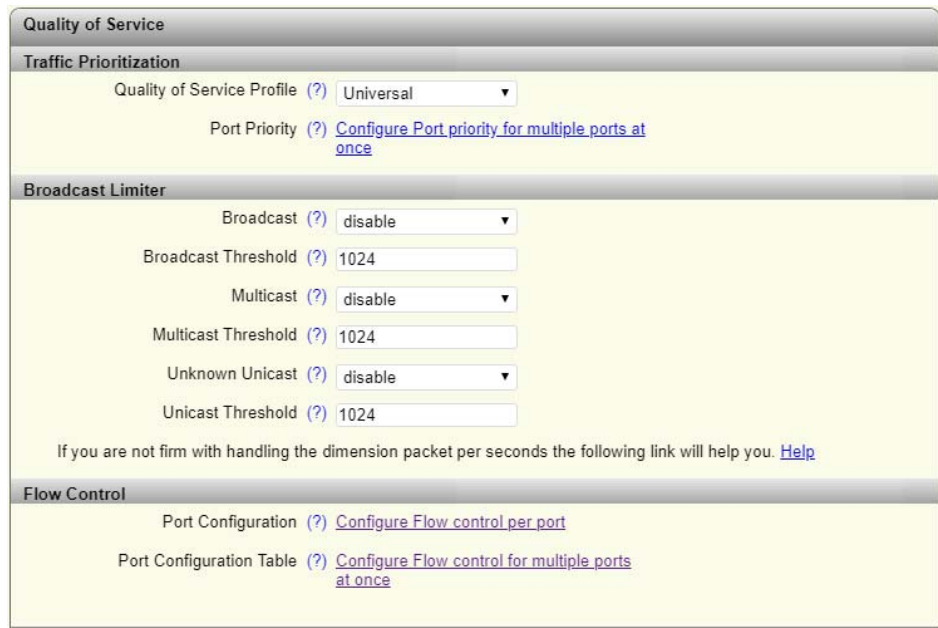 Quality of Service
Traffic Prioritization
Quality of Service Profile (?) Universal
Port Priority (?) Configure Port priority for multiple ports at
once
Broadcast Limiter
Broadcast (?) disable
Broadcast Threshold (?) 1024
Multicast (?) disable
Multicast Threshold (?) 1024
Unknown Unicast (?) disable
Unicast Threshold (?) 1024
If you are not firm with handling the dimension packet per seconds the following link will help you. Help
Flow Control
Port Configuration (?) Configure Flow control per port
Port Configuration Table (?) Configure Flow control for multiple ports
at once